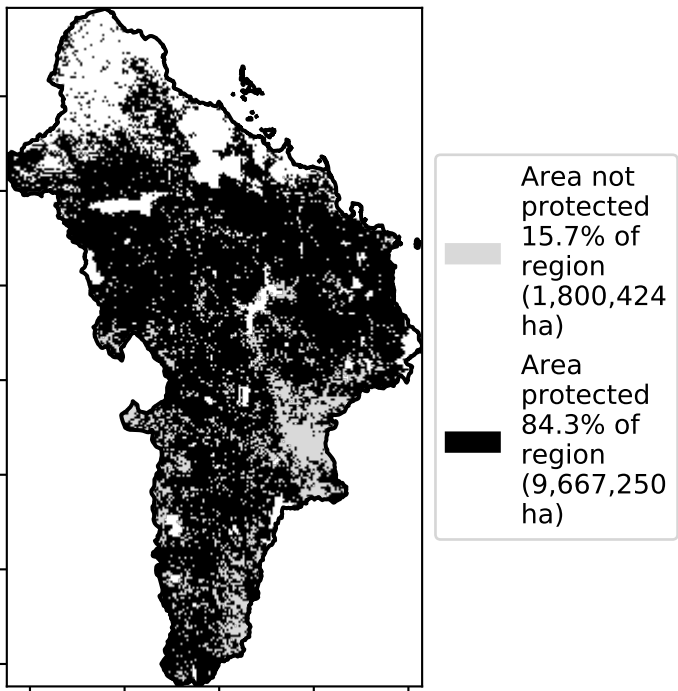 Area not
protected
15.7% of
region
(1,800,424
ha)
Area
protected
84.3% of
region
(9,667,250
ha)